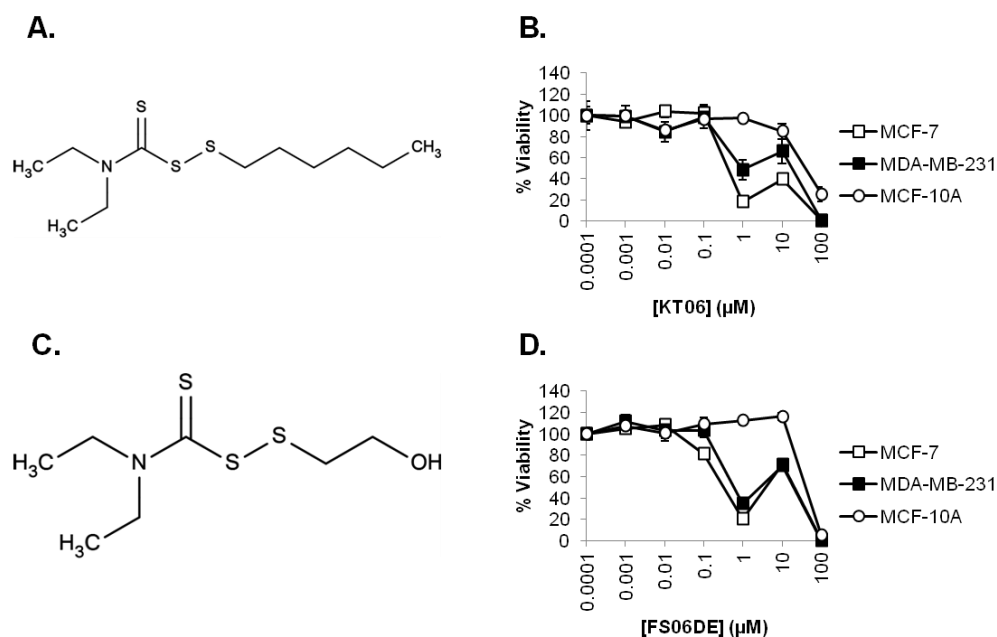 A.
S
H3C
CH3
N
S
S
H3C
B.
140
120
100
80
60
40
20
0
% Viability
0.0001
0.001
0.01
0.1
1
10
100
[KT06] (µM)
MCF-7
MDA-MB-231
MCF-10A
C.
S
S
H3C
N
S
OH
H3C
D.
140
120
100
80
60
40
20
0
% Viability
0.0001
0.001
0.01
0.1
1
10
100
[FS06DE] (µM)
MCF-7
MDA-MB-231
MCF-10A